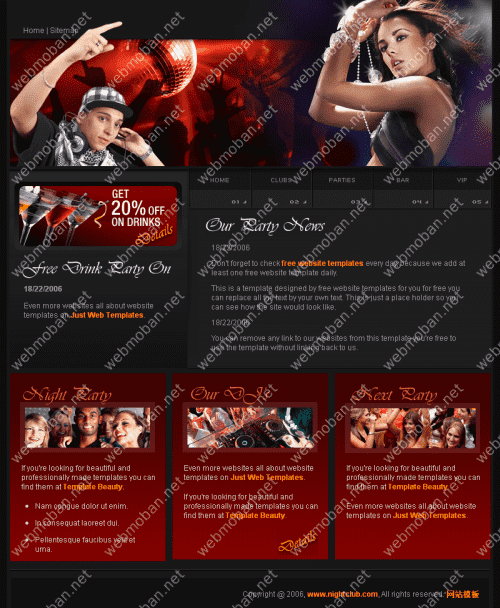 Home | Sitemap
HOME
CLUBS
PARTIES
BAR
VIP
01
02
03
04
05
GET
20% OFF
ON DRINKS
Details
Free Drink Party On
18/22/2006
Even more websites all about website
templates on Just Web Templates.
Our Party News
18/22/2006
Don't forget to check free website templates every day, because we add at
least one free website template daily.
This is a template designed by free website templates for you for free you
can replace all the text by your own text. This is just a place holder so you
can see how the site would look like.
18/22/2006
You can remove any link to our websites from this template you're free to
use the template without linking back to us.
Night Party
If you're looking for beautiful and
professionally made templates you can
find them at Template Beauty.
Nam congue dolor ut enim.
In consequat laoreet dui.
Pellentesque faucibus velit et
urna.
Our DJ
Even more websites all about website
templates on Just Web Templates.
If you're looking for beautiful and
professionally made templates you can
find them at Template Beauty.
Details
Next Party
If you're looking for beautiful and
professionally made templates you can
find them at Template Beauty.
Even more websites all about website
templates on Just Web Templates.
Copyright @ 2006, www.nightclub.com, All rights reserved. 网站模板
webmoban.net